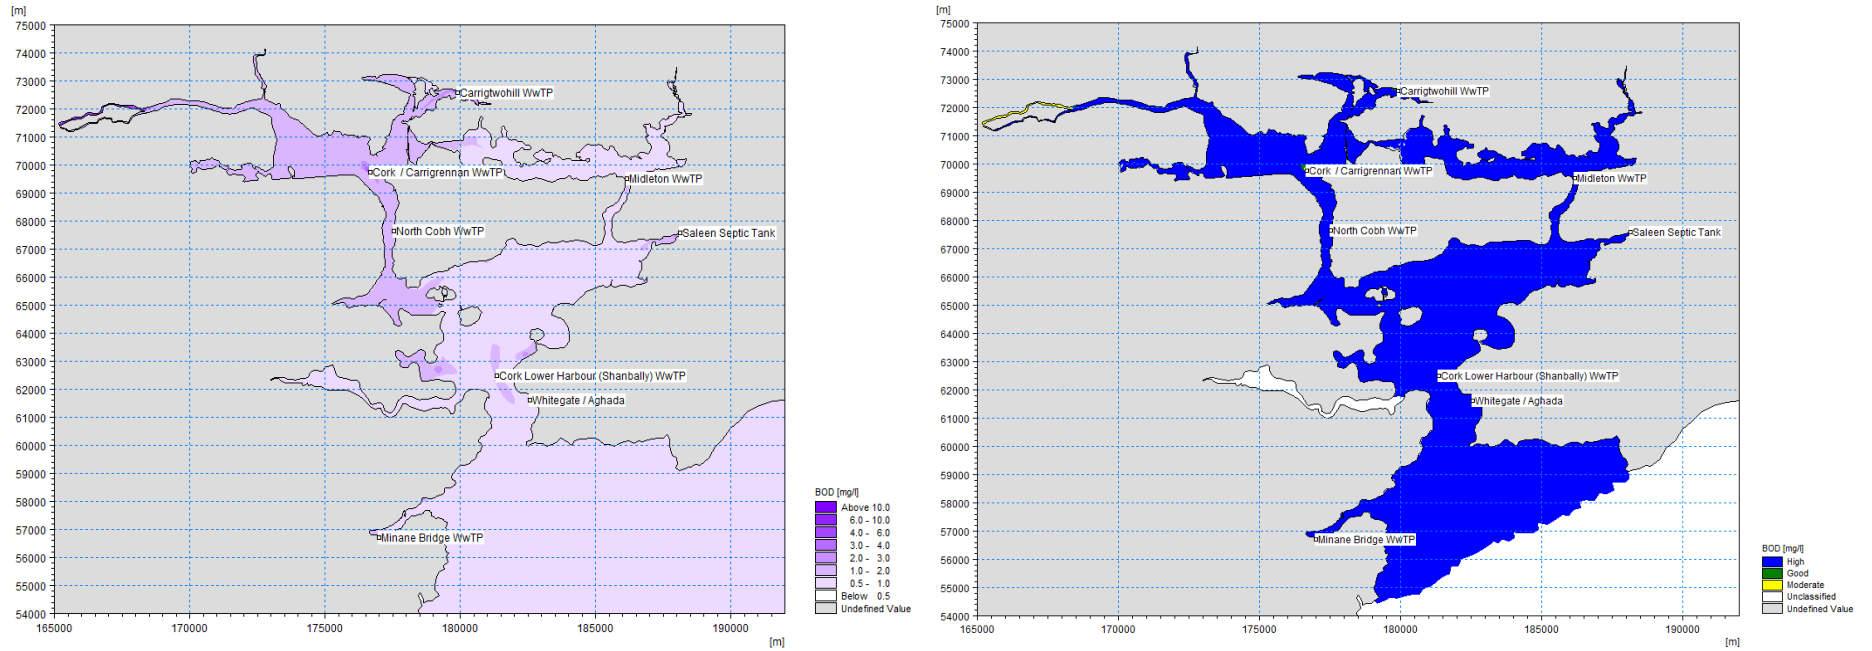 [m]
75000
74000
73000
72000
71000
70000
69000
68000
67000
66000
65000
64000
63000
62000
61000
60000
59000
58000
57000
56000
55000
54000
165000
170000
175000
180000
185000
190000
[m]
Carrigtwohill WwTP
Cork / Carrigrennan WwTP
Midleton WwTP
North Cobh WwTP
Saleen Septic Tank
Cork Lower Harbour (Shanbally) WwTP
Whitegate / Aghada
Minane Bridge WwTP
BOD [mg/l]
Above 10.0
6.0 - 10.0
4.0 - 6.0
3.0 - 4.0
2.0 - 3.0
1.0 - 2.0
0.5 - 1.0
Below 0.5
Undefined Value
[m]
75000
74000
73000
72000
71000
70000
69000
68000
67000
66000
65000
64000
63000
62000
61000
60000
59000
58000
57000
56000
55000
54000
165000
170000
175000
180000
185000
190000
[m]
Carrigtwohill WwTP
Cork / Carrigrennan WwTP
Midleton WwTP
North Cobh WwTP
Saleen Septic Tank
Cork Lower Harbour (Shanbally) WwTP
Whitegate / Aghada
Minane Bridge WwTP
BOD [mg/l]
High
Good
Moderate
Unclassified
Undefined Value